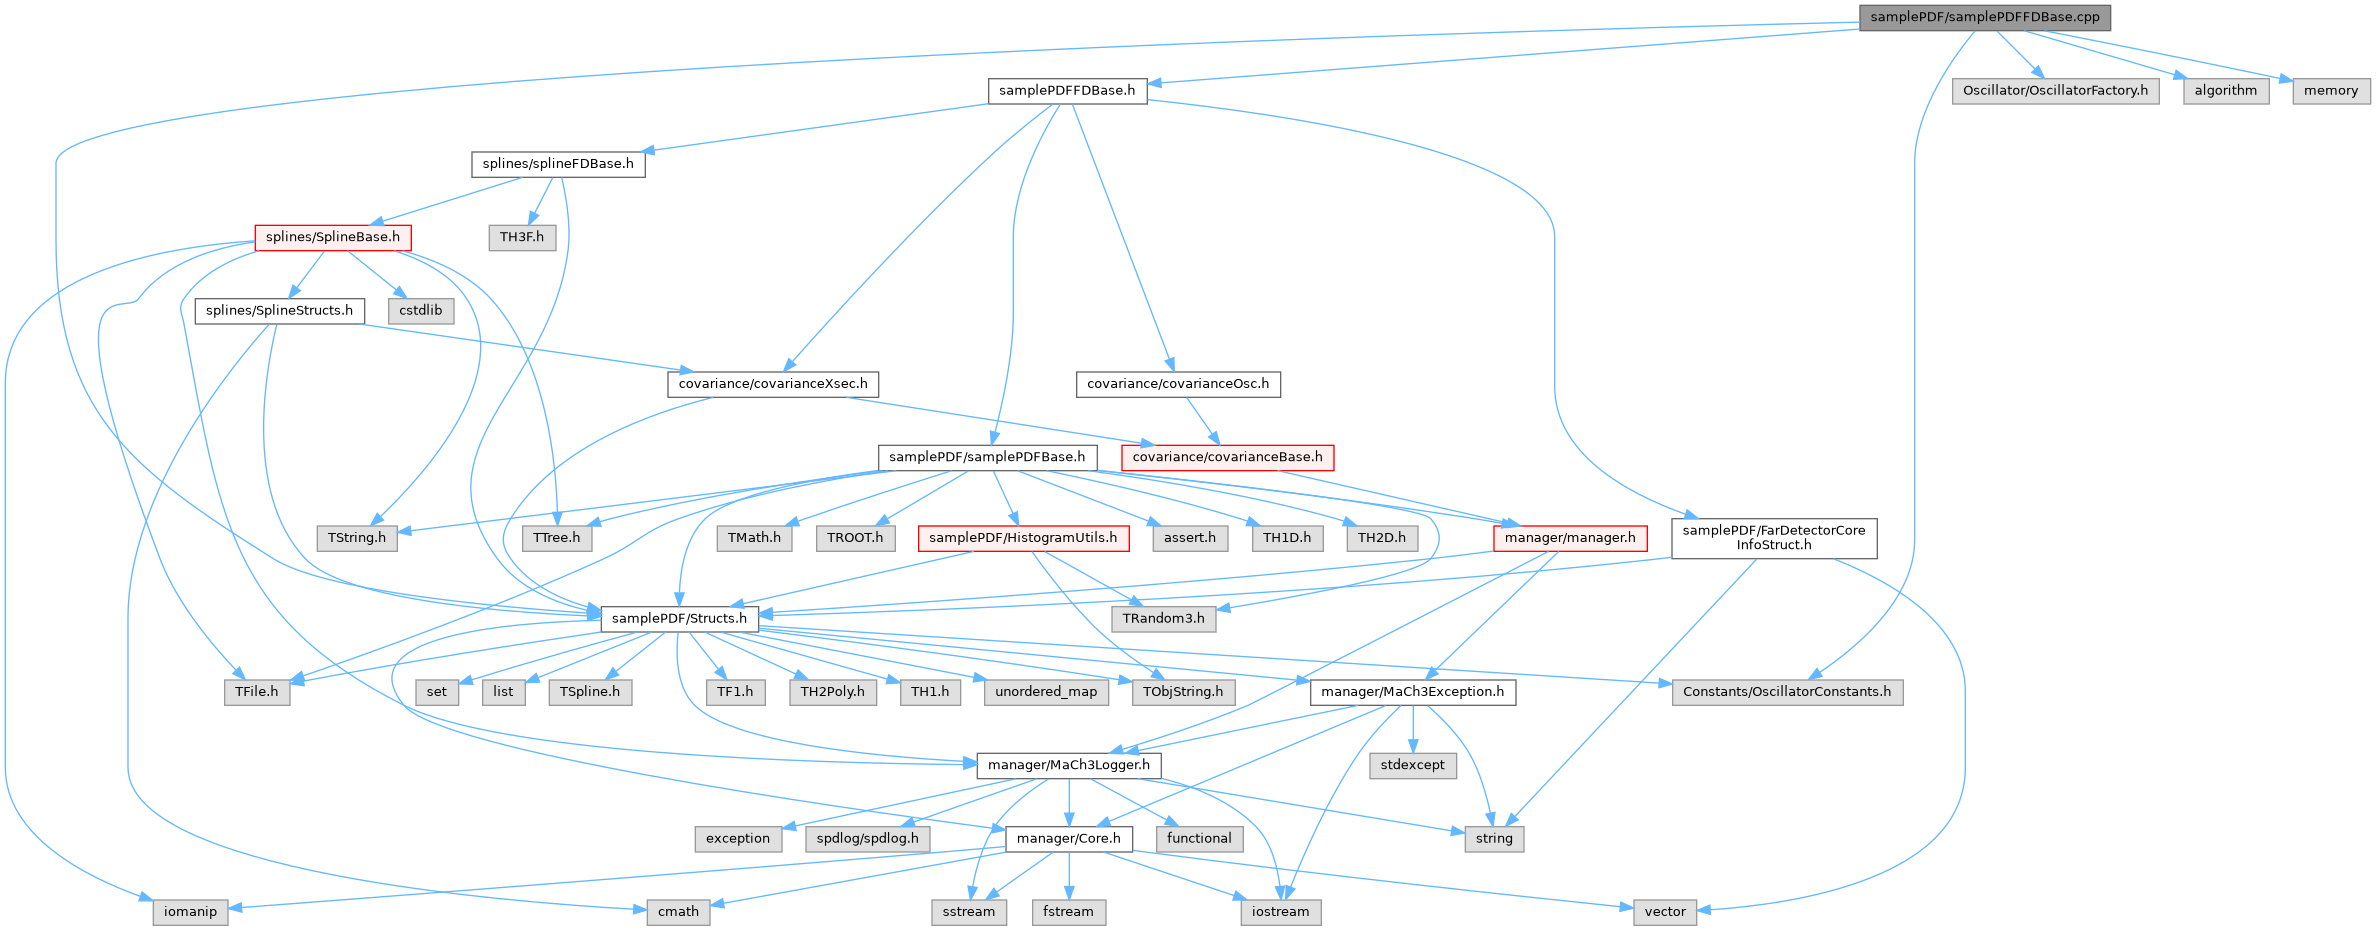 samplePDF/samplePDFFDBase.cpp
samplePDFFDBase.h
Oscillator/OscillatorFactory.h
algorithm
memory
splines/splineFDBase.h
splines/SplineBase.h
TH3F.h
splines/SplineStructs.h
cstdlib
covariance/covarianceXsec.h
covariance/covarianceOsc.h
samplePDF/samplePDFBase.h
covariance/covarianceBase.h
TString.h
TTree.h
TMath.h
TROOT.h
samplePDF/HistogramUtils.h
assert.h
TH1D.h
TH2D.h
manager/manager.h
samplePDF/FarDetectorCore
InfoStruct.h
samplePDF/Structs.h
TRandom3.h
TFile.h
set
list
TSpline.h
TF1.h
TH2Poly.h
TH1.h
unordered_map
TObjString.h
manager/MaCh3Exception.h
Constants/OscillatorConstants.h
manager/MaCh3Logger.h
stdexcept
exception
spdlog/spdlog.h
manager/Core.h
functional
string
iomanip
cmath
sstream
fstream
iostream
vector